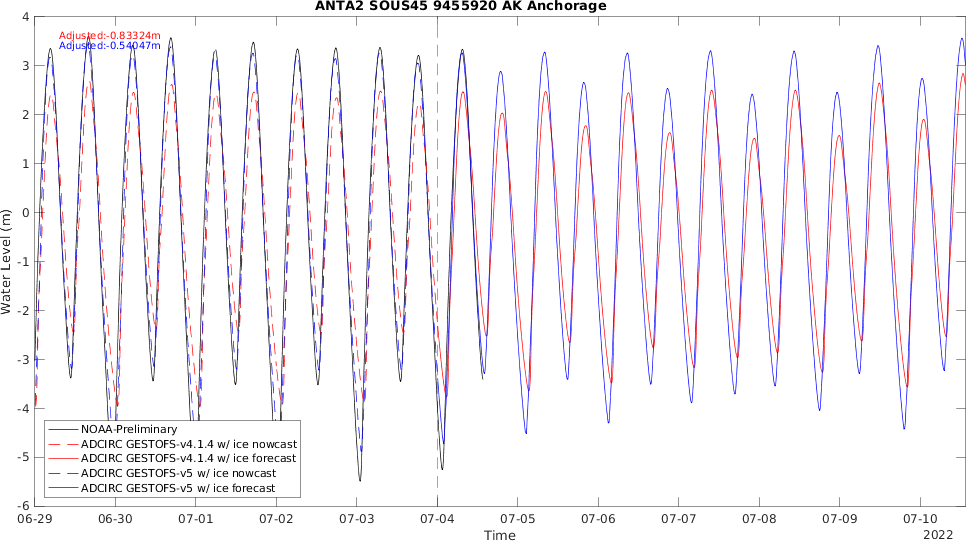 ANTA2 SOUS45 9455920 AK Anchorage
4
Adjusted:-0.83324m
Adjusted:-0.54047m
3
2
1
0
-1
-2
-3
-4
-5
-6
Water Level (m)
NOAA-Preliminary
ADCIRC GESTOFS-v4.1.4 w/ ice nowcast
ADCIRC GESTOFS-v4.1.4 w/ ice forecast
ADCIRC GESTOFS-v5 w/ ice nowcast
ADCIRC GESTOFS-v5 w/ ice forecast
06-29 06-30 07-01 07-02 07-03 07-04 07-05 07-06 07-07 07-08 07-09 07-10
Time
2022